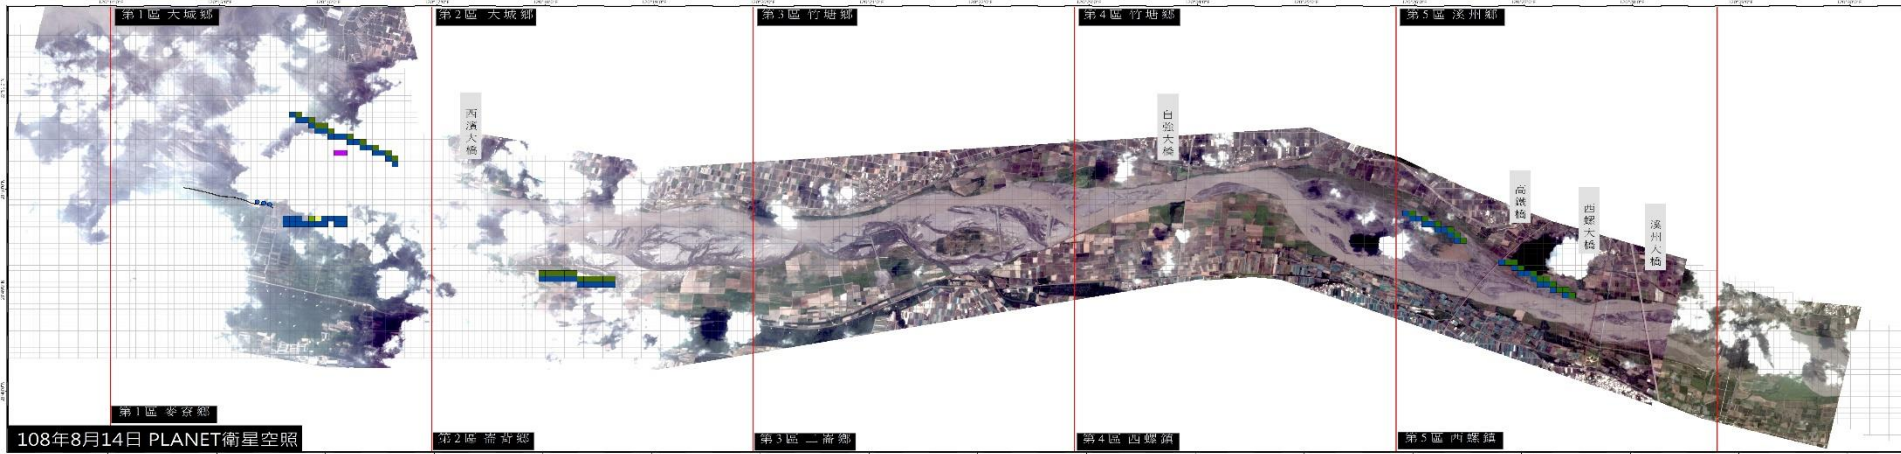 第1區 大城鄉
第2區 大城鄉
第3區 竹塘鄉
第4區 竹塘鄉
第5區 溪州鄉
西濱大橋
自強大橋
高鐵橋
西螺大橋
溪州大橋
第1區 麥寮鄉
第2區 崙背鄉
第3區 二崙鄉
第4區 西螺鎮
第5區 西螺鎮
108年8月14日 PLANET衛星空照